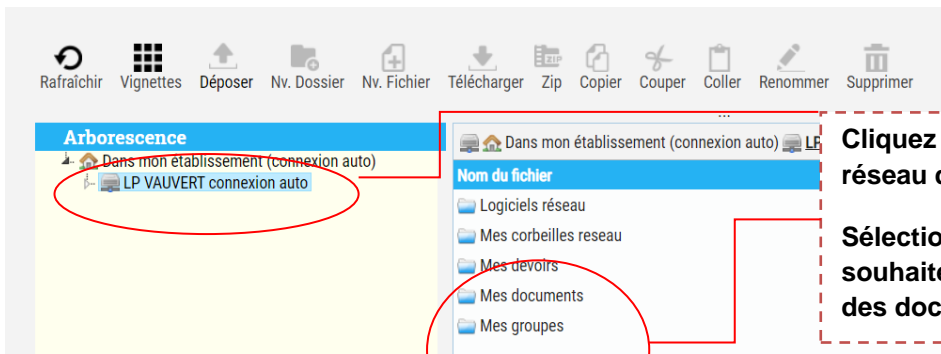 Rafraîchir Vignettes Déposer Nv. Dossier Nv. Fichier Télécharger Zip Copier Couper Coller Renommer Supprimer
...
Arborescence
Dans mon établissement (connexion auto)
LP VAUVERT connexion auto
Dans mon établissement (connexion auto) LP
Nom du fichier
Logiciels réseau
Mes corbeilles reseau
Mes devoirs
Mes documents
Mes groupes
Cliquez
réseau
Sélectio
souhaite
des doc